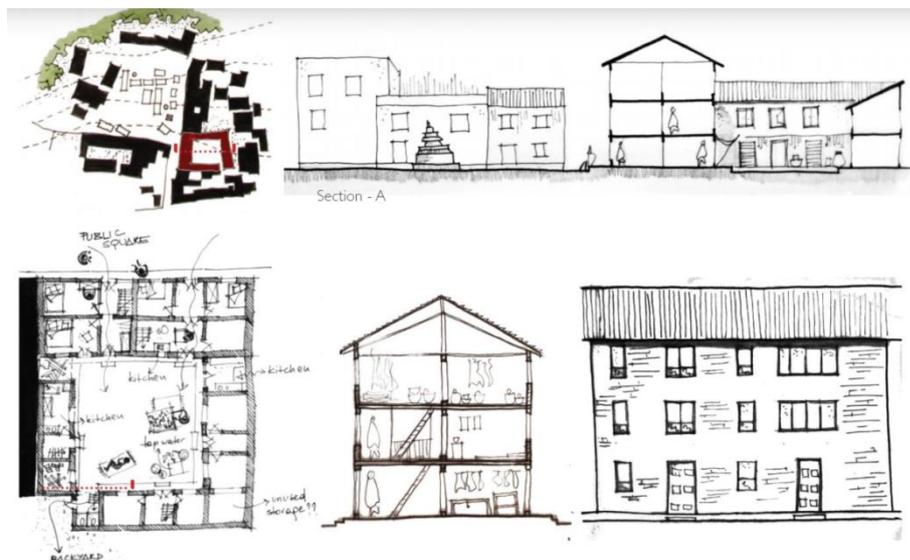 Section - A
PUBLIC
SQUARE
kitchen
kitchen
kitchen
tap water
unused
storage??
BACKYARD